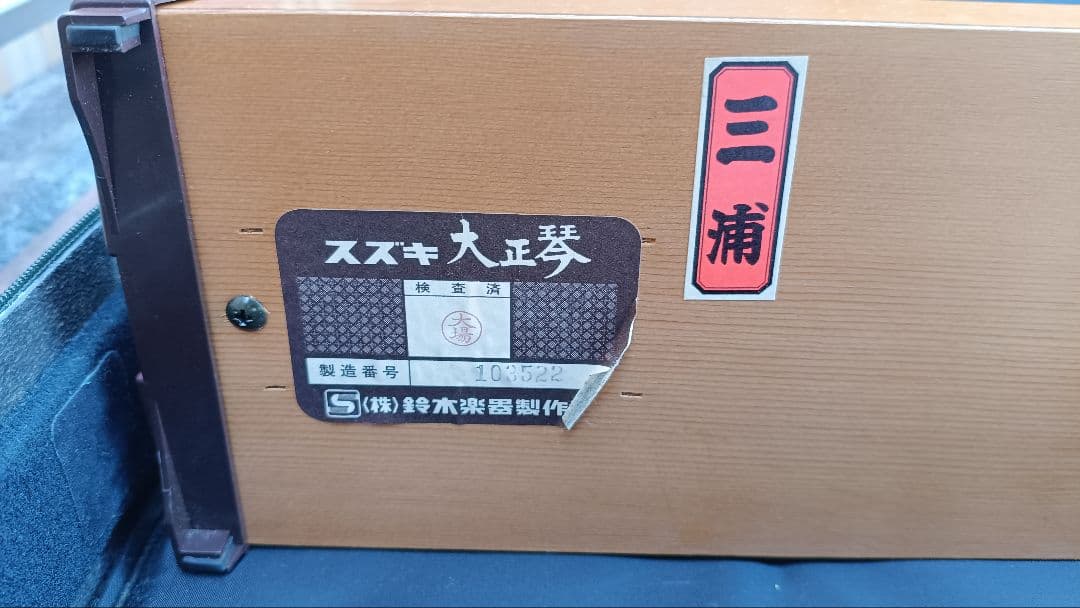 スズキ 大正琴
検査済
大場
製造番号 103522
S (株)鈴木楽器製作
三浦